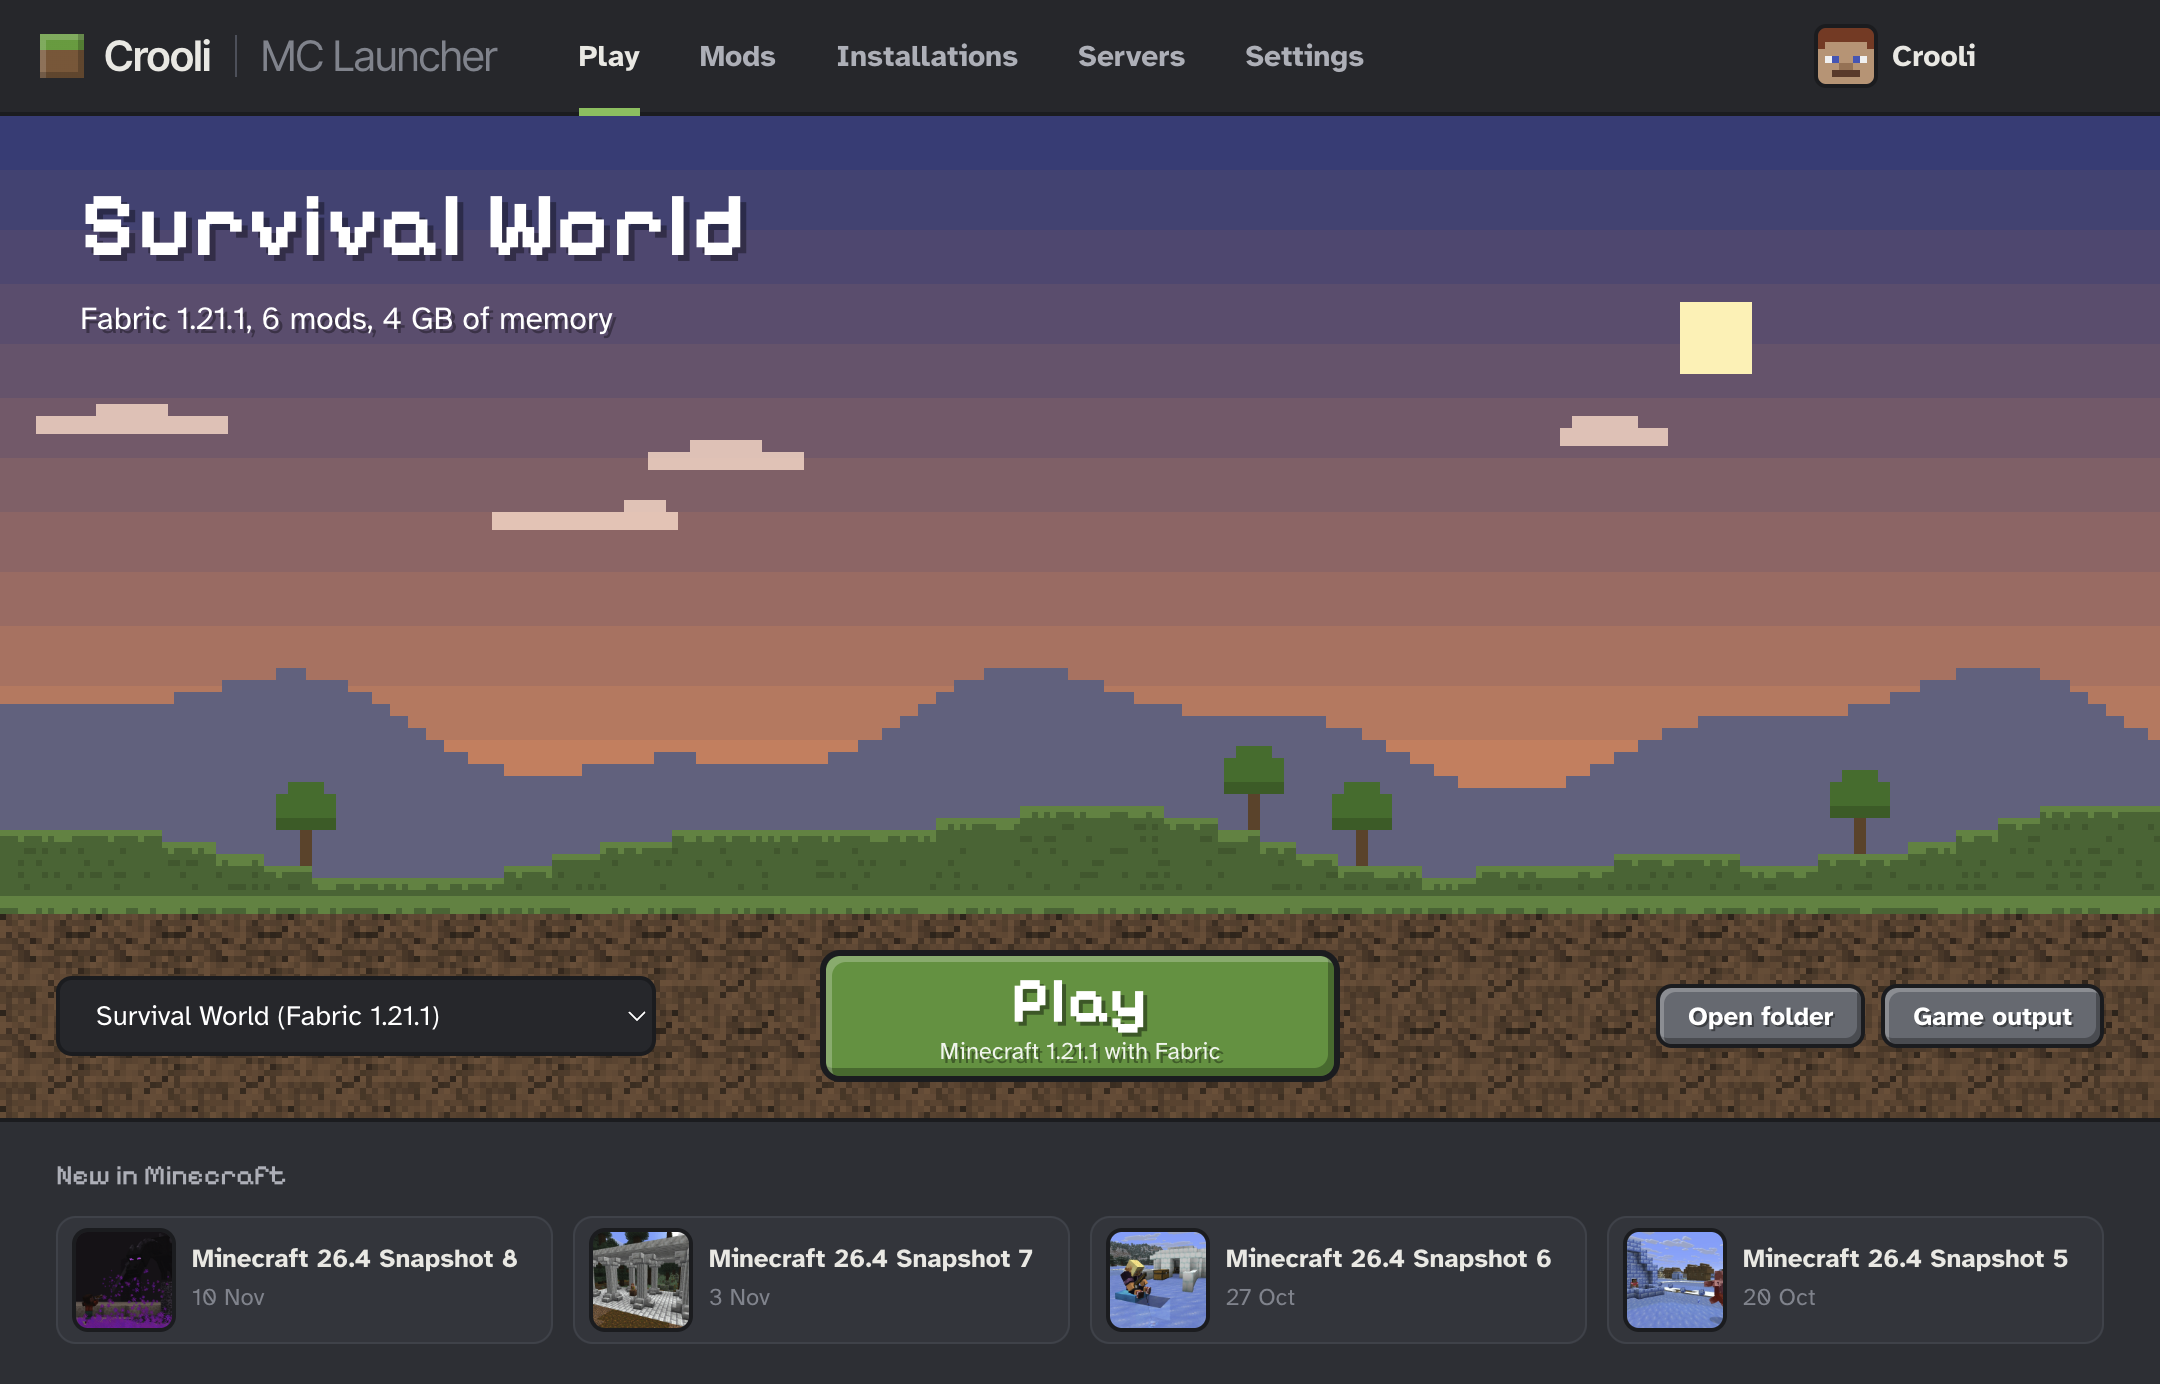 Crooli
MC Launcher
Play
Mods
Installations
Servers
Settings
Crooli
Survival World
Fabric 1.21.1, 6 mods, 4 GB of memory
Survival World (Fabric 1.21.1)
Play
Minecraft 1.21.1 with Fabric
Open folder
Game output
New in Minecraft
Minecraft 26.4 Snapshot 8
10 Nov
Minecraft 26.4 Snapshot 7
3 Nov
Minecraft 26.4 Snapshot 6
27 Oct
Minecraft 26.4 Snapshot 5
20 Oct